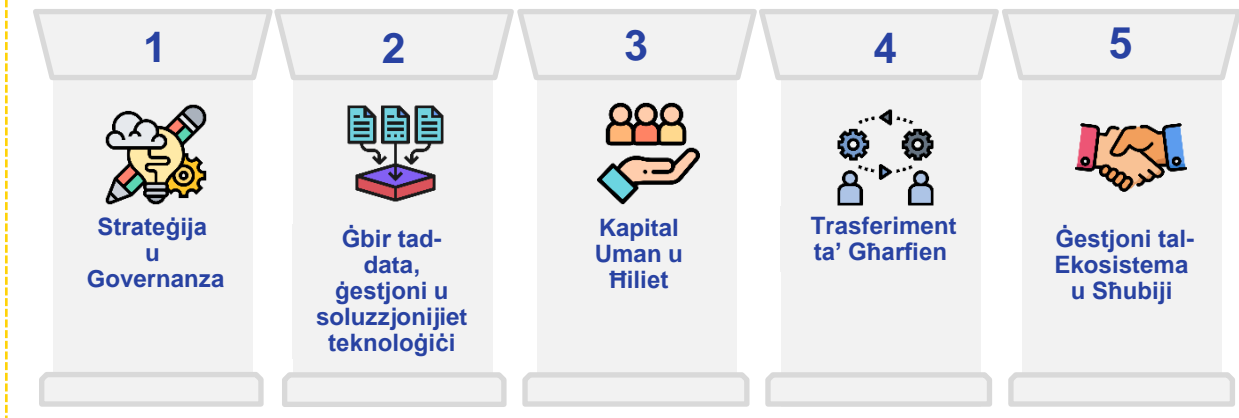 1
Strateġija
u
Governanza
2
Ġbir tad-
data,
ġestjoni u
soluzzjonijiet
teknoloġiċi
3
Kapital
Uman u
Ħiliet
4
Trasferiment
ta’ Għarfien
5
Ġestjoni tal-
Ekosistema
u Sħubiji